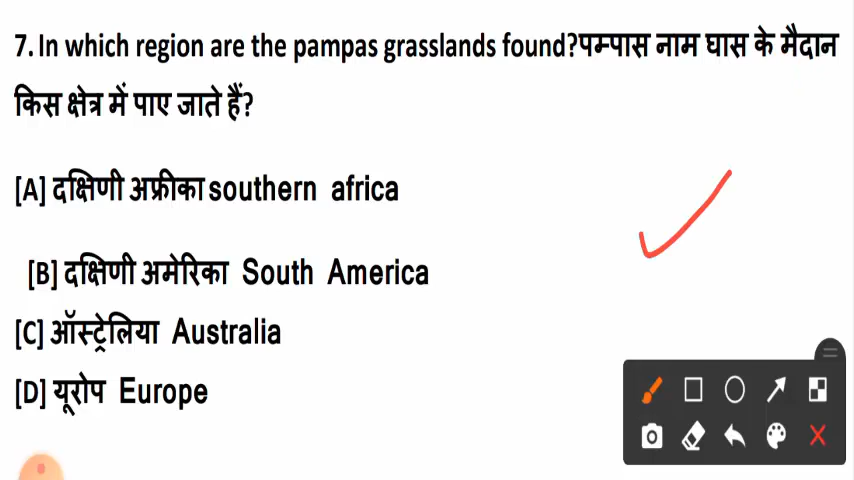 7. In which region are the pampas grasslands found?पम्पास नाम घास के मैदान
किस क्षेत्र में पाए जाते हैं?
[A] दक्षिणी अफ्रीका southern africa
[B] दक्षिणी अमेरिका South America
[C] ऑस्ट्रेलिया Australia
[D] यूरोप Europe